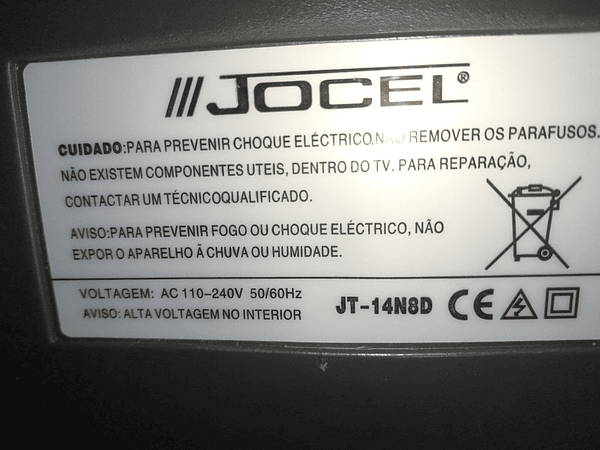 JOCEL®
CUIDADO:PARA PREVENIR CHOQUE ELÉCTRICO,NÃO REMOVER OS PARAFUSOS.
NÃO EXISTEM COMPONENTES UTEIS, DENTRO DO TV. PARA REPARAÇÃO,
CONTACTAR UM TÉCNICOQUALIFICADO.
AVISO:PARA PREVENIR FOGO OU CHOQUE ELÉCTRICO, NÃO
EXPOR O APARELHO Ã CHUVA OU HUMIDADE.
VOLTAGEM: AC 110-240V 50/60Hz
AVISO: ALTA VOLTAGEM NO INTERIOR
JT-14N8D CE